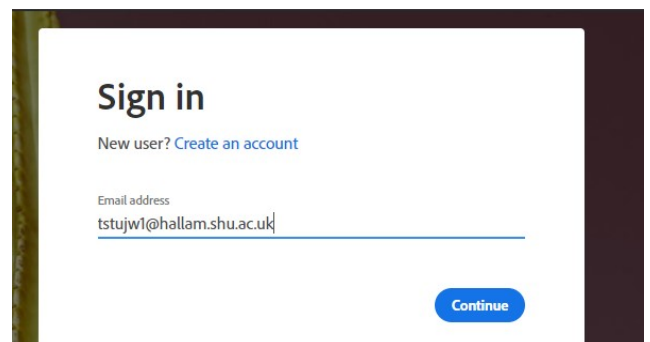 Sign in
New user? Create an account
Email address
tstujw1@hallam.shu.ac.uk
Continue